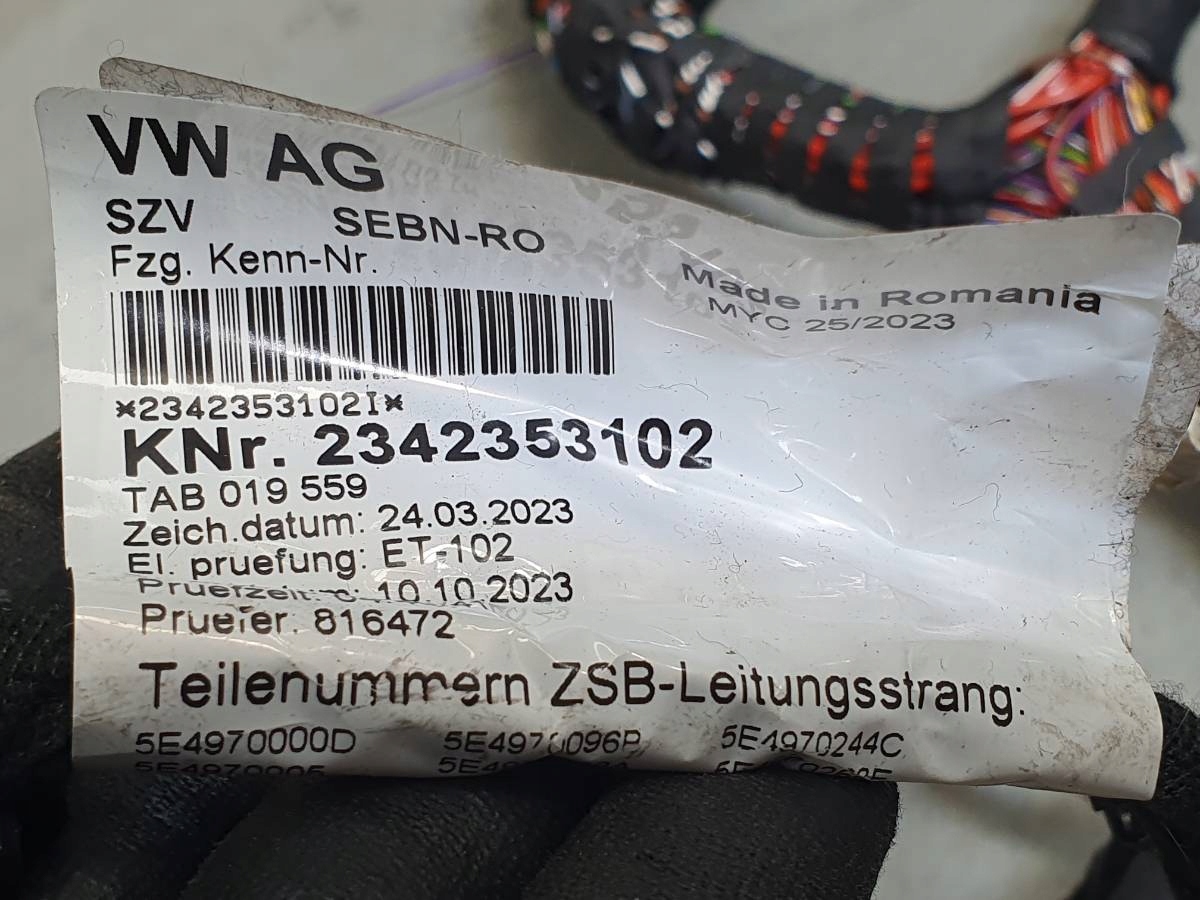 VW AG
SZV SEBN-RO
Fzg. Kenn-Nr.
Made in Romania
MYC 25/2023
*2342353102I*
KNr. 2342353102
TAB 019 559
Zeich.datum: 24.03.2023
El. pruefung: ET-102
10.10.2023
Pruefer. 816472
Teilenummern ZSB-Leitungsstrang:
5E4970000D 5E4970096P 5E4970244C